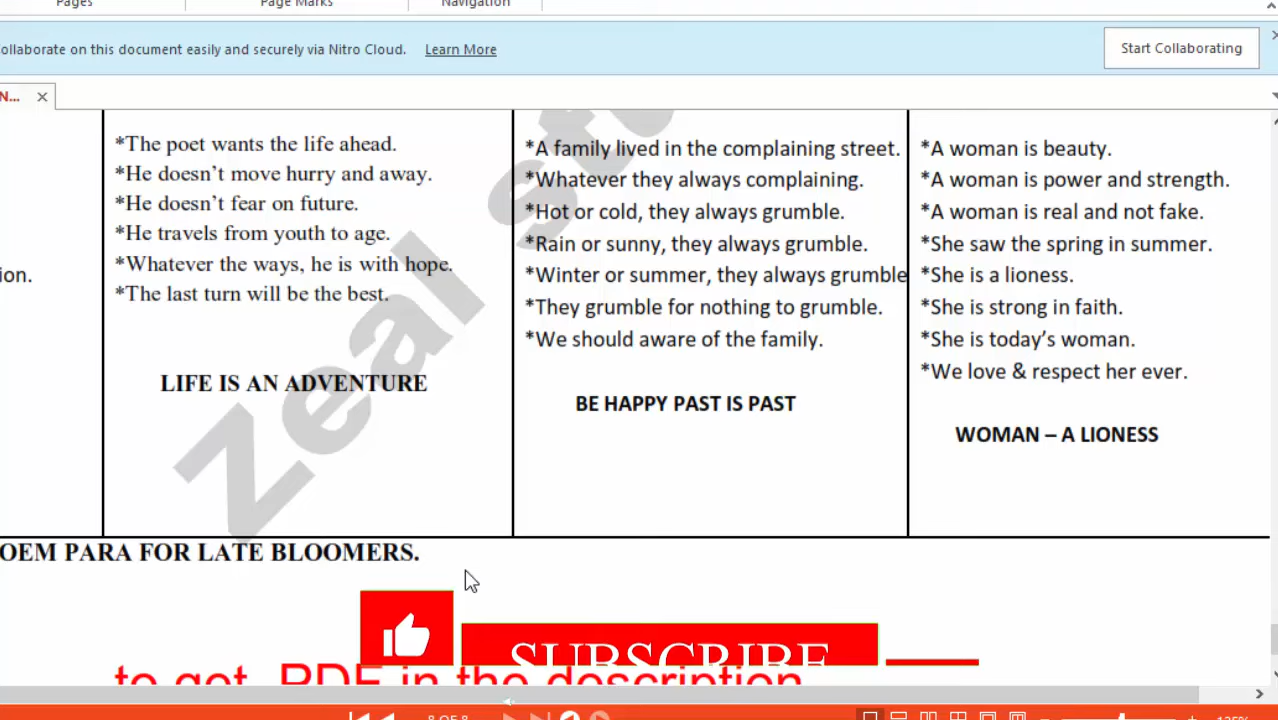 Pages Page Marks Navigation
ollaborate on this document easily and securely via Nitro Cloud. Learn More Start Collaborating
N...
ion.
*The poet wants the life ahead.
*He doesn't move hurry and away.
*He doesn't fear on future.
*He travels from youth to age.
*Whatever the ways, he is with hope.
*The last turn will be the best.
LIFE IS AN ADVENTURE
*A family lived in the complaining street.
*Whatever they always complaining.
*Hot or cold, they always grumble.
*Rain or sunny, they always grumble.
*Winter or summer, they always grumble
*They grumble for nothing to grumble.
*We should aware of the family.
BE HAPPY PAST IS PAST
*A woman is beauty.
*A woman is power and strength.
*A woman is real and not fake.
*She saw the spring in summer.
*She is a lioness.
*She is strong in faith.
*She is today's woman.
*We love & respect her ever.
WOMAN – A LIONESS
Zeal stu
OEM PARA FOR LATE BLOOMERS.
SUBSCRIBE
to get PDF in the description
8 OF 8
125%